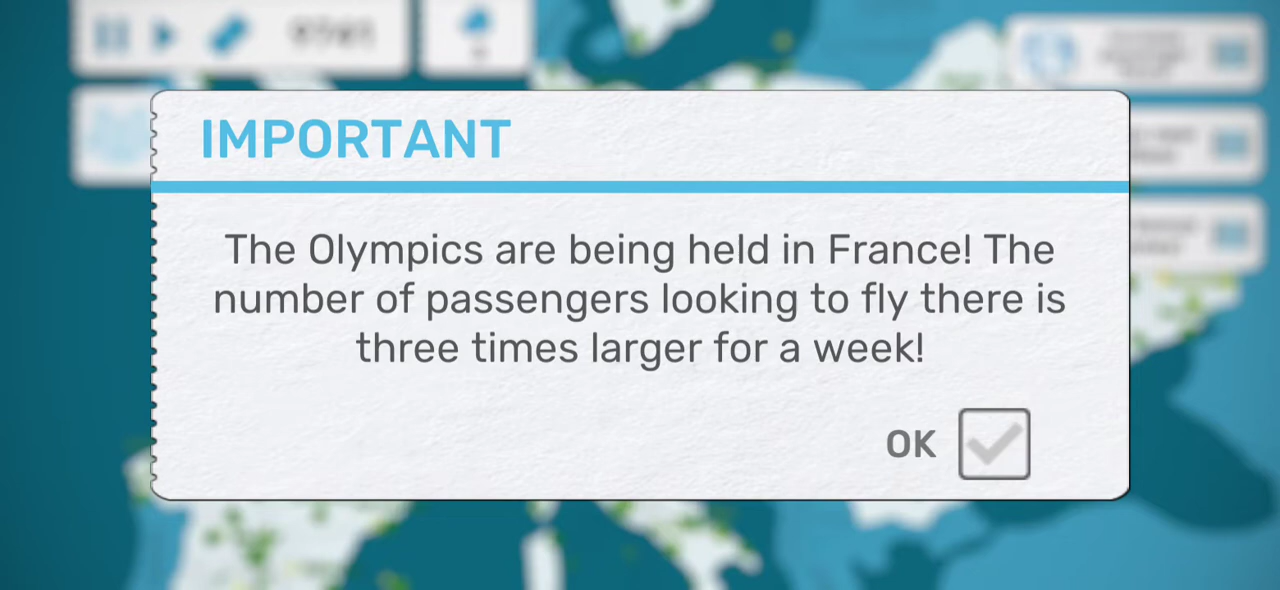 IMPORTANT
The Olympics are being held in France! The
number of passengers looking to fly there is
three times larger for a week!
OK